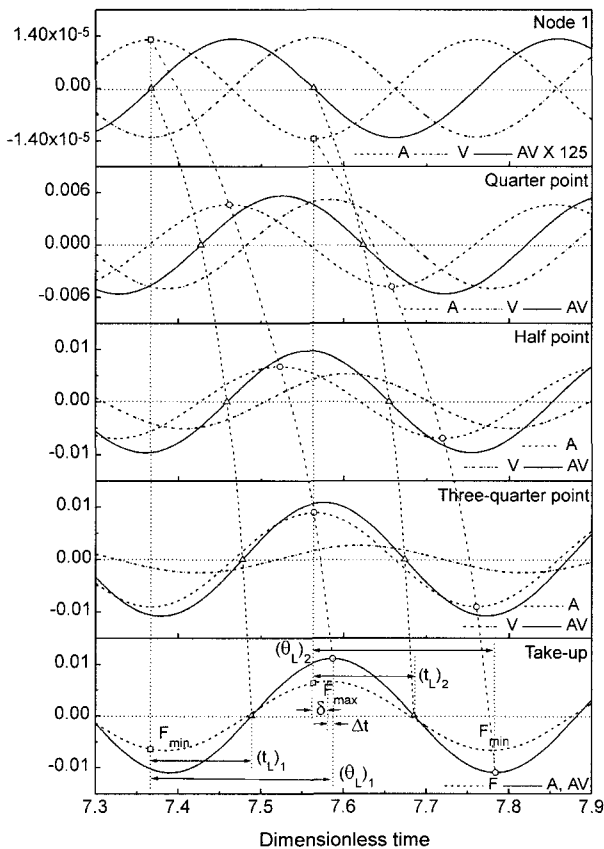 Node 1
1.40x10-5
0.00
-1.40x10-5
A V AV X 125
Quarter point
0.006
0.000
-0.006
A V AV
Half point
0.01
0.00
-0.01
A
V AV
Three-quarter point
0.01
0.00
-0.01
A
V AV
Take-up
0.01
0.00
-0.01
(θL)2
(tL)2
Fmax
δ
Δt
Fmin
Fmin
(tL)1
(θL)1
F A, AV
7.3 7.4 7.5 7.6 7.7 7.8 7.9
Dimensionless time